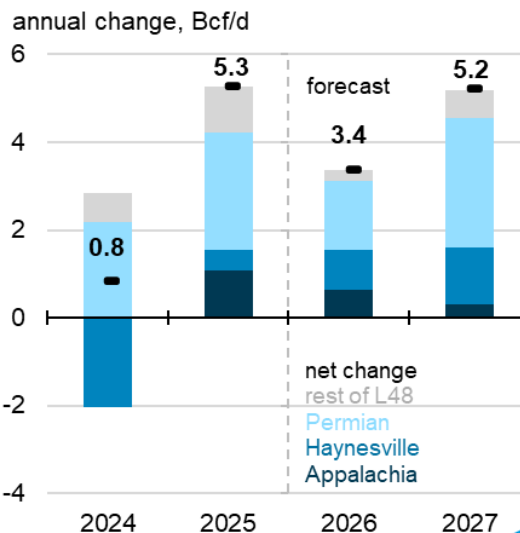 annual change, Bcf/d
6
5.3
5.2
forecast
3.4
4
2
0.8
0
net change
rest of L48
-2
Permian
Haynesville
Appalachia
-4
2024
2025
2026
2027